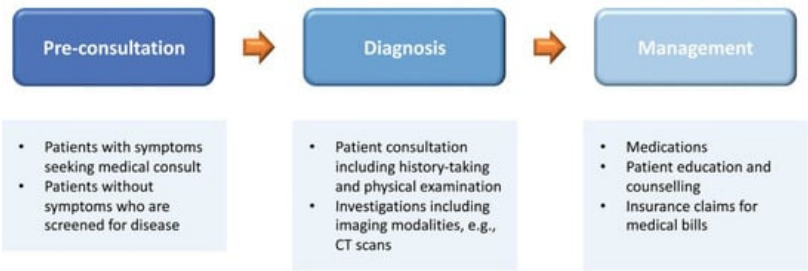 Pre-consultation
Diagnosis
Management
• Patients with symptoms
seeking medical consult
• Patients without
symptoms who are
screened for disease
• Patient consultation
including history-taking
and physical examination
• Investigations including
imaging modalities, e.g.,
CT scans
• Medications
• Patient education and
counselling
• Insurance claims for
medical bills